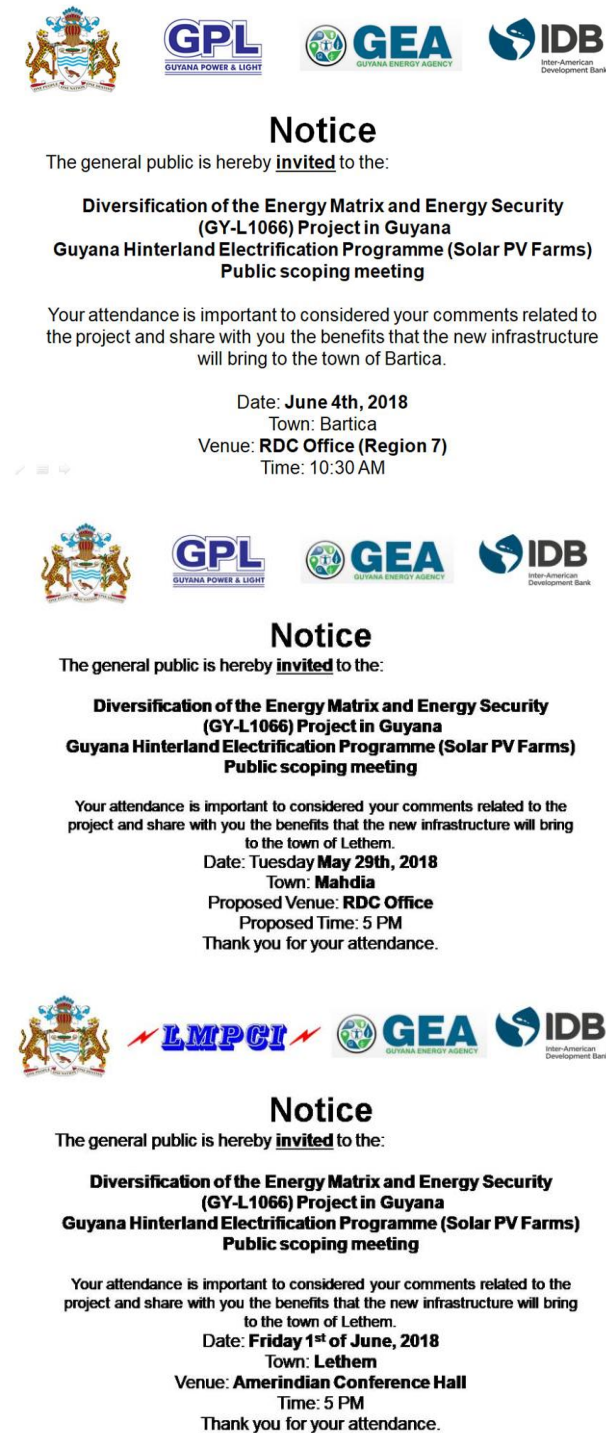 GPL
GUYANA POWER & LIGHT
GEA
GUYANA ENERGY AGENCY
IDB
Inter-American
Development Bank
Notice
The general public is hereby invited to the:
Diversification of the Energy Matrix and Energy Security
(GY-L1066) Project in Guyana
Guyana Hinterland Electrification Programme (Solar PV Farms)
Public scoping meeting
Your attendance is important to considered your comments related to
the project and share with you the benefits that the new infrastructure
will bring to the town of Bartica.
Date: June 4th, 2018
Town: Bartica
Venue: RDC Office (Region 7)
Time: 10:30 AM
GPL
GUYANA POWER & LIGHT
GEA
GUYANA ENERGY AGENCY
IDB
Inter-American
Development Bank
Notice
The general public is hereby invited to the:
Diversification of the Energy Matrix and Energy Security
(GY-L1066) Project in Guyana
Guyana Hinterland Electrification Programme (Solar PV Farms)
Public scoping meeting
Your attendance is important to considered your comments related to the
project and share with you the benefits that the new infrastructure will bring
to the town of Lethem.
Date: Tuesday May 29th, 2018
Town: Mahdia
Proposed Venue: RDC Office
Proposed Time: 5 PM
Thank you for your attendance.
LMPCI
GEA
GUYANA ENERGY AGENCY
IDB
Inter-American
Development Bank
Notice
The general public is hereby invited to the:
Diversification of the Energy Matrix and Energy Security
(GY-L1066) Project in Guyana
Guyana Hinterland Electrification Programme (Solar PV Farms)
Public scoping meeting
Your attendance is important to considered your comments related to the
project and share with you the benefits that the new infrastructure will bring
to the town of Lethem.
Date: Friday 1st of June, 2018
Town: Lethem
Venue: Amerindian Conference Hall
Time: 5 PM
Thank you for your attendance.